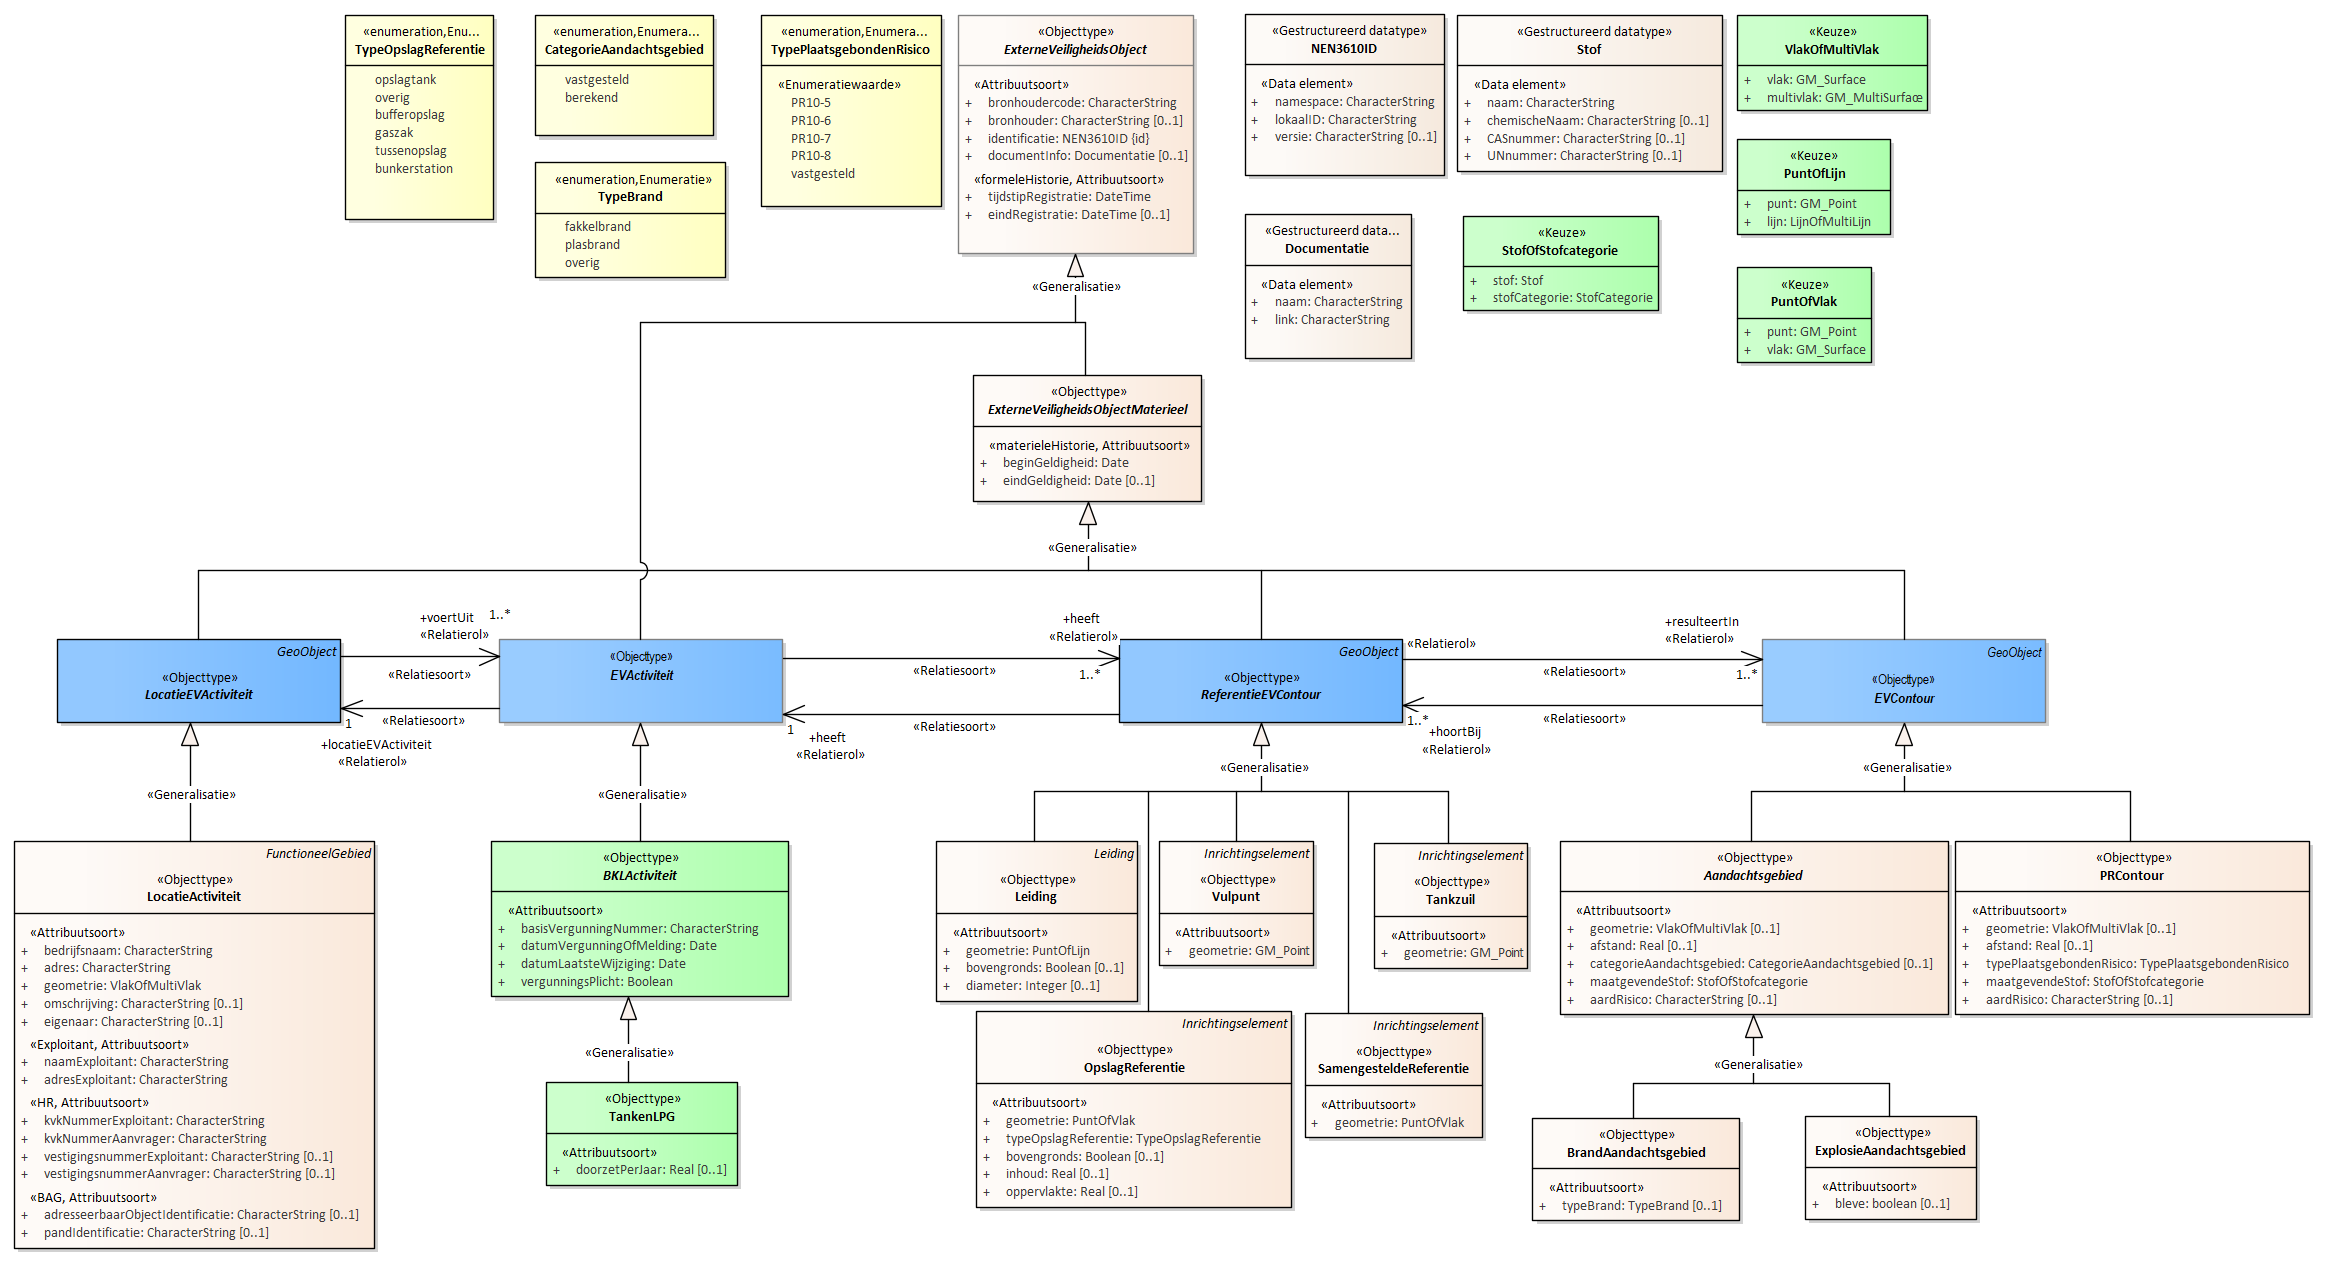 «enumeration,Enu...
TypeOpslagReferentie
opslagtank
overig
bufferopslag
gaszak
tussenopslag
bunkerstation
«enumeration,Enumera...
CategorieAandachtsgebied
vastgesteld
berekend
«enumeration,Enumeratie»
TypeBrand
fakkelbrand
plasbrand
overig
«enumeration,Enumera...
TypePlaatsgebondenRisico
«Enumeratiewaarde»
PR10-5
PR10-6
PR10-7
PR10-8
vastgesteld
«Objecttype»
ExterneVeiligheidsObject
«Attribuutsoort»
+ bronhoudercode: CharacterString
+ bronhouder: CharacterString [0..1]
+ identificatie: NEN3610ID {id}
+ documentInfo: Documentatie [0..1]
«formeleHistorie, Attribuutsoort»
+ tijdstipRegistratie: DateTime
+ eindRegistratie: DateTime [0..1]
«Gestructureerd datatype»
NEN3610ID
«Data element»
+ namespace: CharacterString
+ lokaalID: CharacterString
+ versie: CharacterString [0..1]
«Gestructureerd datatype»
Stof
«Data element»
+ naam: CharacterString
+ chemischeNaam: CharacterString [0..1]
+ CASnummer: CharacterString [0..1]
+ UNnummer: CharacterString [0..1]
«Keuze»
VlakOfMultiVlak
+ vlak: GM_Surface
+ multivlak: GM_MultiSurface
«Keuze»
PuntOfLijn
+ punt: GM_Point
+ lijn: LijnOfMultiLijn
«Gestructureerd data...
Documentatie
«Data element»
+ naam: CharacterString
+ link: CharacterString
«Keuze»
StofOfStofcategorie
+ stof: Stof
+ stofCategorie: StofCategorie
«Keuze»
PuntOfVlak
+ punt: GM_Point
+ vlak: GM_Surface
«Generalisatie»
«Objecttype»
ExterneVeiligheidsObjectMaterieel
«materieleHistorie, Attribuutsoort»
+ beginGeldigheid: Date
+ eindGeldigheid: Date [0..1]
«Generalisatie»
GeoObject
«Objecttype»
LocatieEVActiviteit
+voertUit
1..*
«Relatierol»
«Relatiesoort»
«Relatiesoort»
1
+locatieEVActiviteit
«Relatierol»
«Objecttype»
EVActiviteit
+heeft
«Relatierol»
«Relatiesoort»
1..*
«Relatiesoort»
1
+heeft
«Relatierol»
GeoObject
«Objecttype»
ReferentieEVContour
«Relatierol»
+resulteertIn
«Relatierol»
«Relatiesoort»
1..*
«Relatiesoort»
1..*
+hoortBij
«Relatierol»
GeoObject
«Objecttype»
EVContour
«Generalisatie»
«Generalisatie»
«Generalisatie»
«Generalisatie»
FunctioneelGebied
«Objecttype»
LocatieActiviteit
«Attribuutsoort»
+ bedrijfsnaam: CharacterString
+ adres: CharacterString
+ geometrie: VlakOfMultiVlak
+ omschrijving: CharacterString [0..1]
+ eigenaar: CharacterString [0..1]
«Exploitant, Attribuutsoort»
+ naamExploitant: CharacterString
+ adresExploitant: CharacterString
«HR, Attribuutsoort»
+ kvkNummerExploitant: CharacterString
+ kvkNummerAanvrager: CharacterString
+ vestigingsnummerExploitant: CharacterString [0..1]
+ vestigingsnummerAanvrager: CharacterString [0..1]
«BAG, Attribuutsoort»
+ adresseerbaarObjectIdentificatie: CharacterString [0..1]
+ pandIdentificatie: CharacterString [0..1]
«Objecttype»
BKLActiviteit
«Attribuutsoort»
+ basisVergunningNummer: CharacterString
+ datumVergunningOfMelding: Date
+ datumLaatsteWijziging: Date
+ vergunningsPlicht: Boolean
«Generalisatie»
«Objecttype»
TankenLPG
«Attribuutsoort»
+ doorzetPerJaar: Real [0..1]
Leiding
«Objecttype»
Leiding
«Attribuutsoort»
+ geometrie: PuntOfLijn
+ bovengronds: Boolean [0..1]
+ diameter: Integer [0..1]
Inrichtingselement
«Objecttype»
Vulpunt
«Attribuutsoort»
+ geometrie: GM_Point
Inrichtingselement
«Objecttype»
Tankzuil
«Attribuutsoort»
+ geometrie: GM_Point
Inrichtingselement
«Objecttype»
OpslagReferentie
«Attribuutsoort»
+ geometrie: PuntOfVlak
+ typeOpslagReferentie: TypeOpslagReferentie
+ bovengronds: Boolean [0..1]
+ inhoud: Real [0..1]
+ oppervlakte: Real [0..1]
Inrichtingselement
«Objecttype»
SamengesteldeReferentie
«Attribuutsoort»
+ geometrie: PuntOfVlak
«Objecttype»
Aandachtsgebied
«Attribuutsoort»
+ geometrie: VlakOfMultiVlak [0..1]
+ afstand: Real [0..1]
+ categorieAandachtsgebied: CategorieAandachtsgebied [0..1]
+ maatgevendeStof: StofOfStofcategorie
+ aardRisico: CharacterString [0..1]
«Objecttype»
PRContour
«Attribuutsoort»
+ geometrie: VlakOfMultiVlak [0..1]
+ afstand: Real [0..1]
+ typePlaatsgebondenRisico: TypePlaatsgebondenRisico
+ maatgevendeStof: StofOfStofcategorie
+ aardRisico: CharacterString [0..1]
«Generalisatie»
«Objecttype»
BrandAandachtsgebied
«Attribuutsoort»
+ typeBrand: TypeBrand [0..1]
«Objecttype»
ExplosieAandachtsgebied
«Attribuutsoort»
+ bleve: boolean [0..1]